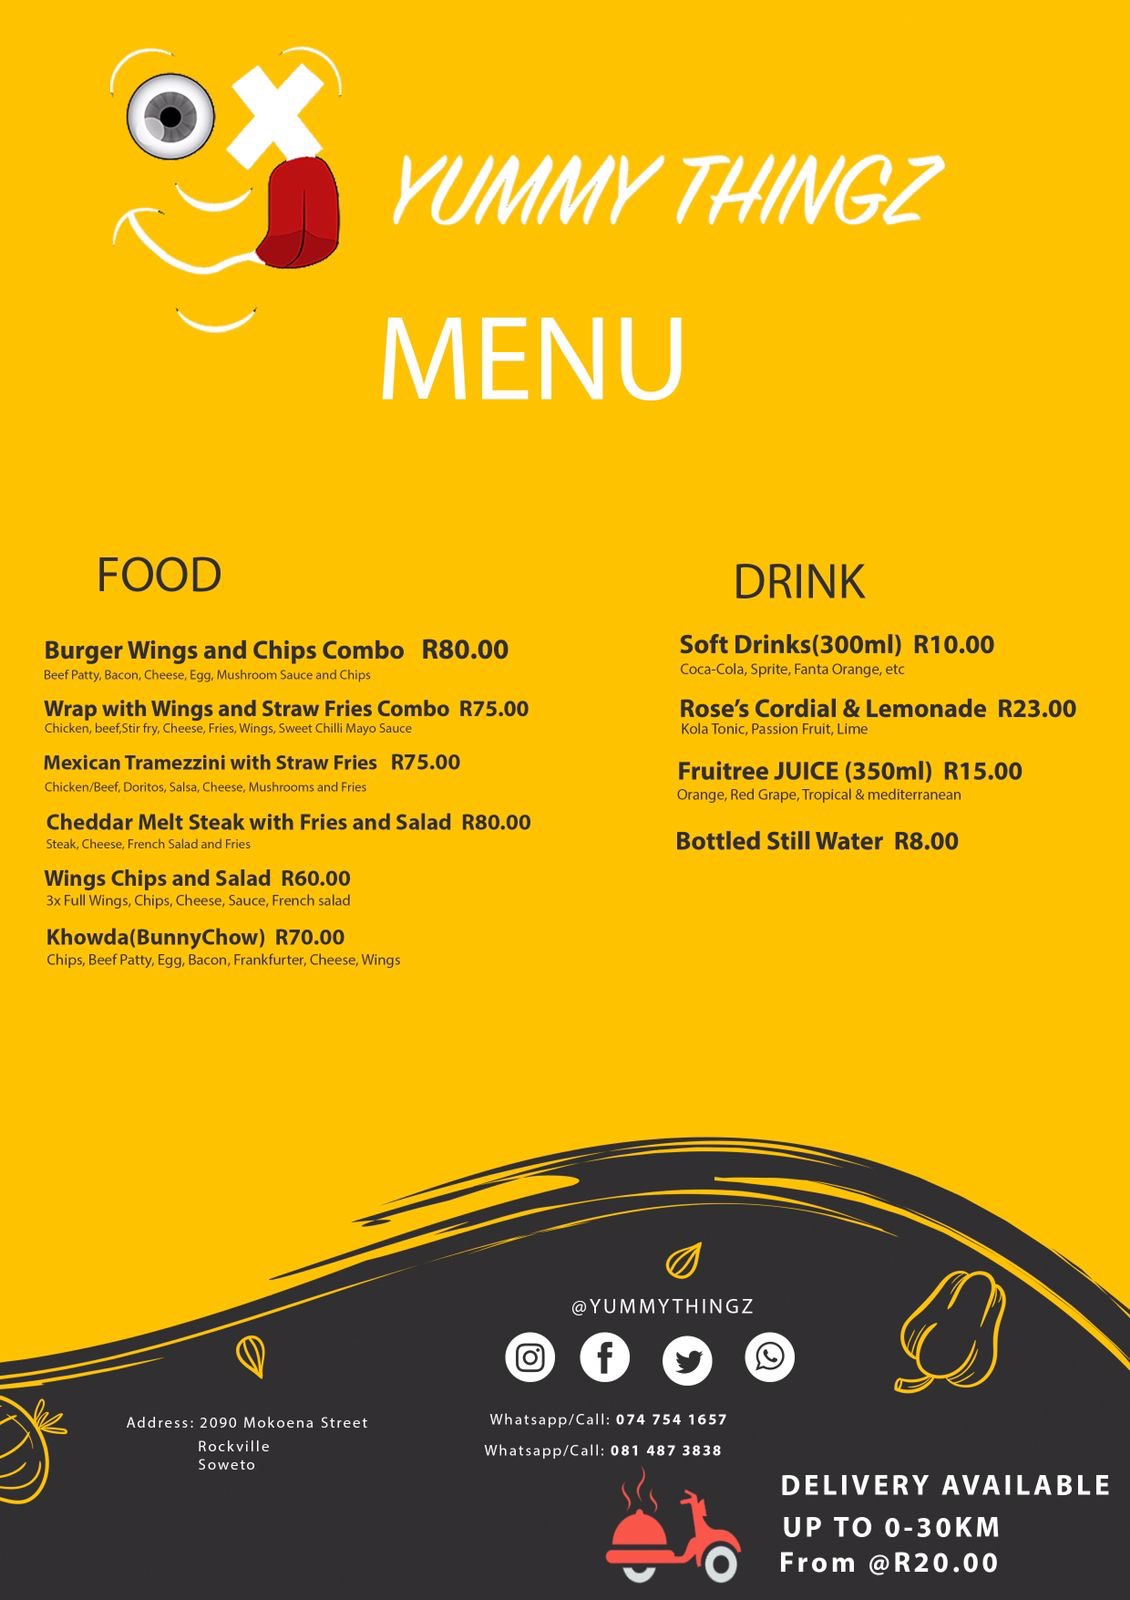 YUMMY THINGZ
MENU
FOOD
Burger Wings and Chips Combo R80.00
Beef Patty, Bacon, Cheese, Egg, Mushroom Sauce and Chips
Wrap with Wings and Straw Fries Combo R75.00
Chicken, beef,Stir fry, Cheese, Fries, Wings, Sweet Chilli Mayo Sauce
Mexican Tramezzini with Straw Fries R75.00
Chicken/Beef, Doritos, Salsa, Cheese, Mushrooms and Fries
Cheddar Melt Steak with Fries and Salad R80.00
Steak, Cheese, French Salad and Fries
Wings Chips and Salad R60.00
3x Full Wings, Chips, Cheese, Sauce, French salad
Khowda(BunnyChow) R70.00
Chips, Beef Patty, Egg, Bacon, Frankfurter, Cheese, Wings
DRINK
Soft Drinks(300ml) R10.00
Coca-Cola, Sprite, Fanta Orange, etc
Rose’s Cordial & Lemonade R23.00
Kola Tonic, Passion Fruit, Lime
Fruitree JUICE (350ml) R15.00
Orange, Red Grape, Tropical & mediterranean
Bottled Still Water R8.00
@YUMMYTHINGZ
Address: 2090 Mokoena Street
Rockville
Soweto
Whatsapp/Call: 074 754 1657
Whatsapp/Call: 081 487 3838
DELIVERY AVAILABLE
UP TO 0-30KM
From @R20.00